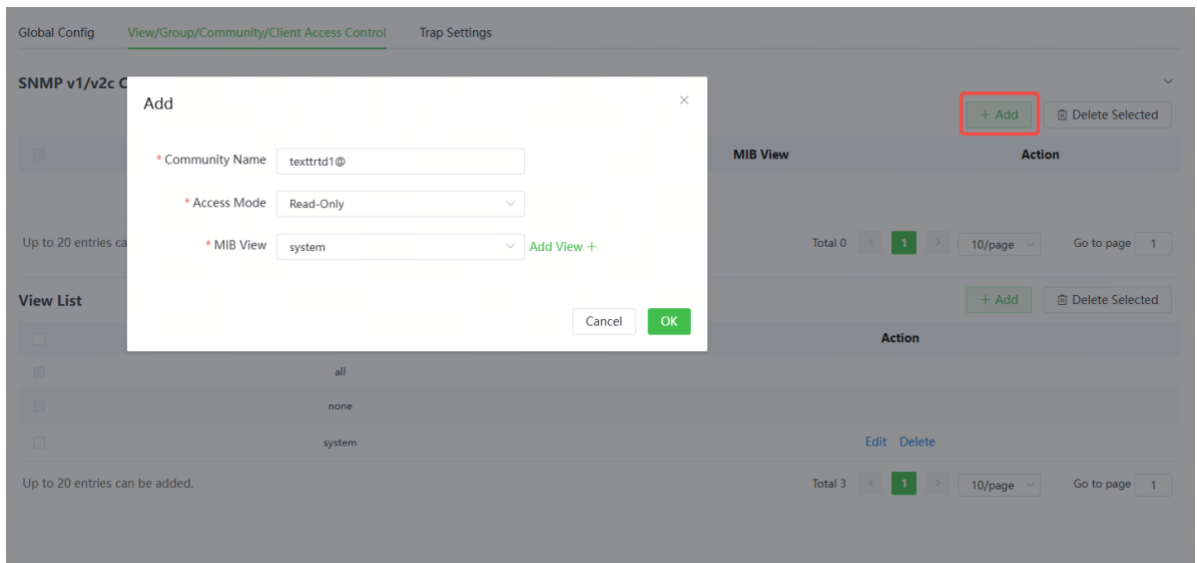 Global Config View/Group/Community/Client Access Control Trap Settings
SNMP v1/v2c C
Add
+ Add Delete Selected
* Community Name texttrtd1@
MIB View Action
* Access Mode Read-Only
Up to 20 entries ca
* MIB View system Add View +
Total 0 < 1 > 10/page Go to page 1
View List
+ Add Delete Selected
Cancel OK
Action
all
none
system Edit Delete
Up to 20 entries can be added. Total 3 < 1 > 10/page Go to page 1